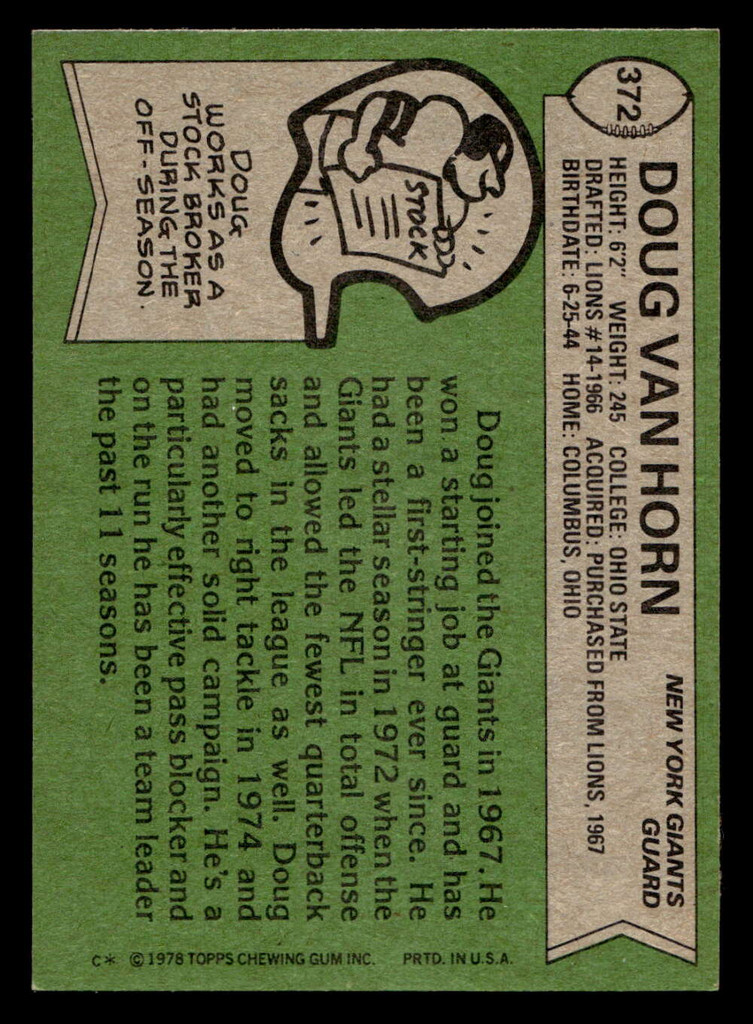 372
DOUG VAN HORN
NEW YORK GIANTS
GUARD
HEIGHT: 6'2" WEIGHT: 245 COLLEGE: OHIO STATE
DRAFTED: LIONS #14-1966 ACQUIRED: PURCHASED FROM LIONS, 1967
BIRTHDATE: 6-25-44 HOME: COLUMBUS, OHIO
STOCK
DOUG
WORKS AS A
STOCK BROKER
DURING THE
OFF-SEASON.
Doug joined the Giants in 1967. He
won a starting job at guard and has
been a first-stringer ever since. He
had a stellar season in 1972 when the
Giants led the NFL in total offense
and allowed the fewest quarterback
sacks in the league as well. Doug
moved to right tackle in 1974 and
had another solid campaign. He's a
particularly effective pass blocker and
on the run he has been a team leader
the past 11 seasons.
C* © 1978 TOPPS CHEWING GUM INC. PRTD. IN U.S.A.